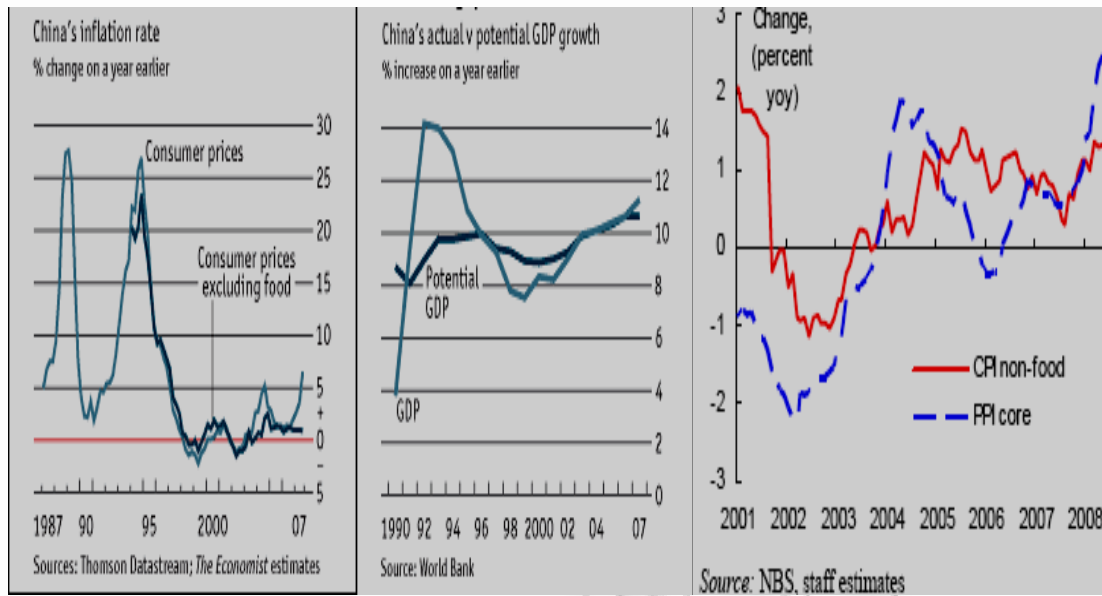 China's inflation rate
% change on a year earlier
30
Consumer prices
25
20
Consumer prices
excluding food
15
10
5
+
0
–
5
1987 90 95 2000 07
Sources: Thomson Datastream; The Economist estimates
China's actual v potential GDP growth
% increase on a year earlier
14
12
10
Potential
GDP
8
6
4
GDP
2
0
1990 92 94 96 98 2000 02 04 07
Source: World Bank
3
Change,
(percent
yoy)
2
1
0
-1
CPI non-food
-2
PPI core
-3
2001 2002 2003 2004 2005 2006 2007 2008
Source: NBS, staff estimates